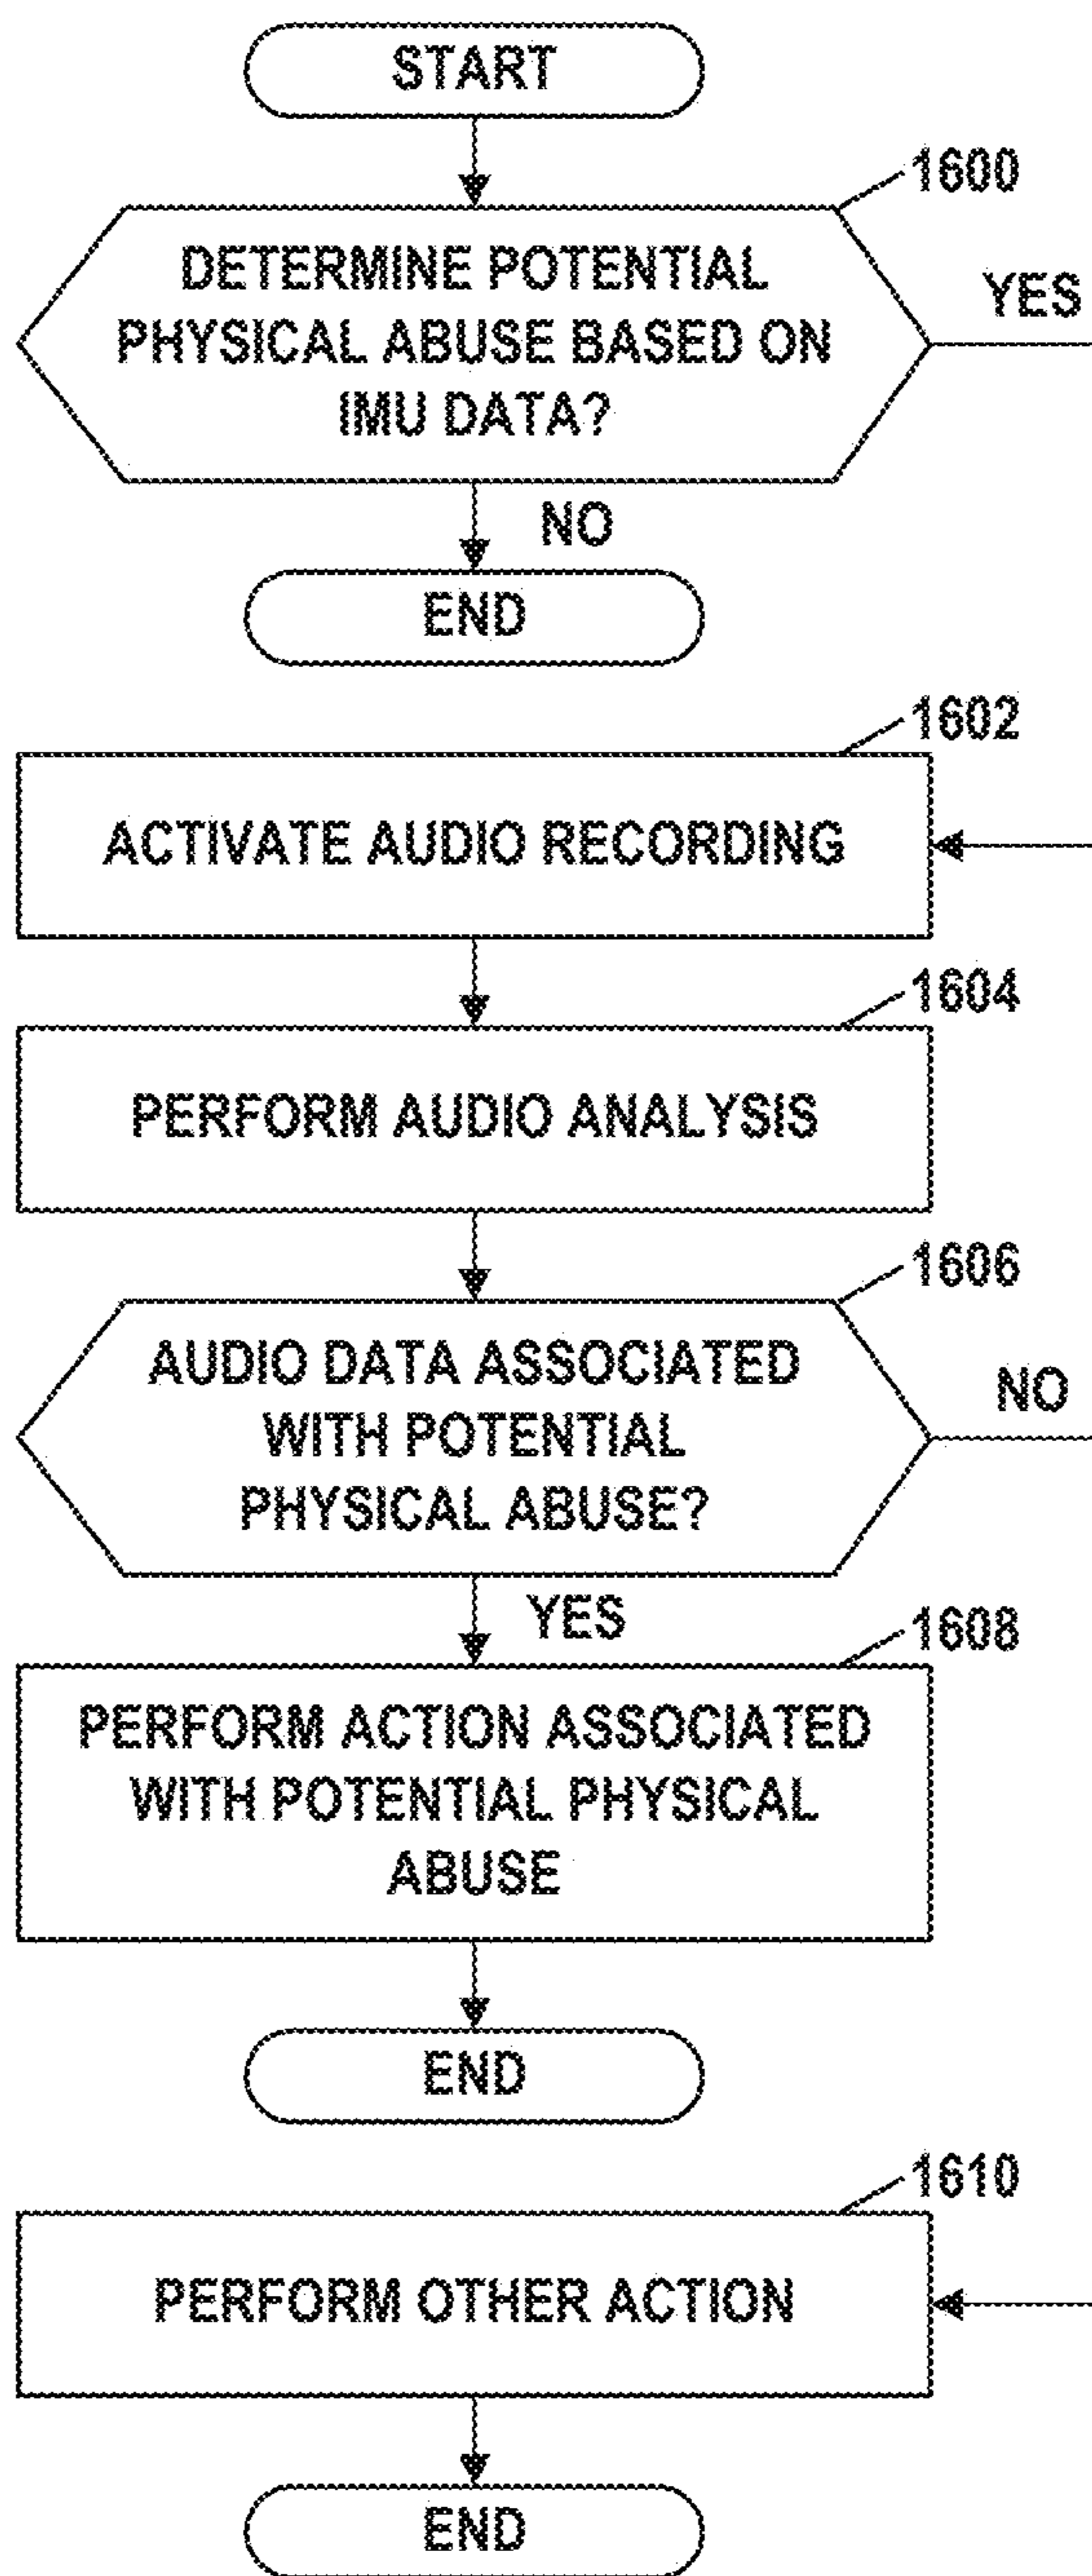 START
1600
DETERMINE POTENTIAL
PHYSICAL ABUSE BASED ON
IMU DATA?
YES
NO
END
1602
ACTIVATE AUDIO RECORDING
1604
PERFORM AUDIO ANALYSIS
1606
AUDIO DATA ASSOCIATED
WITH POTENTIAL
PHYSICAL ABUSE?
NO
YES
1608
PERFORM ACTION ASSOCIATED
WITH POTENTIAL PHYSICAL
ABUSE
END
1610
PERFORM OTHER ACTION
END